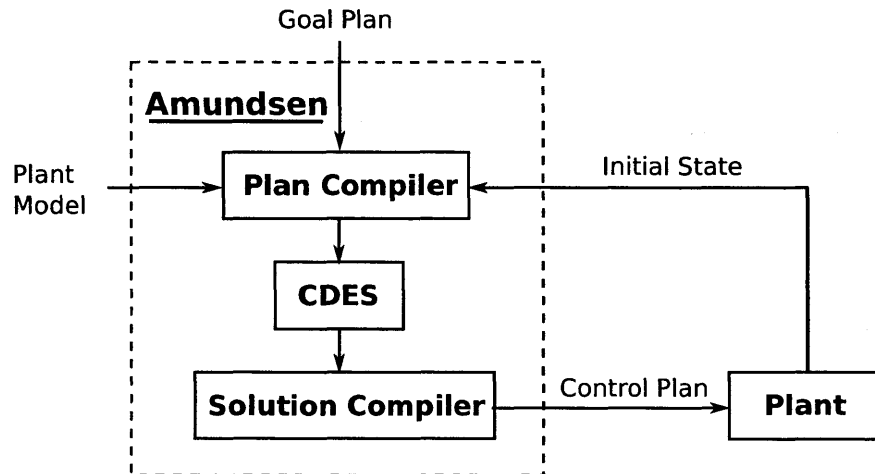 Goal Plan
Amundsen
Plant
Model
Plan Compiler
Initial State
CDES
Solution Compiler
Control Plan
Plant